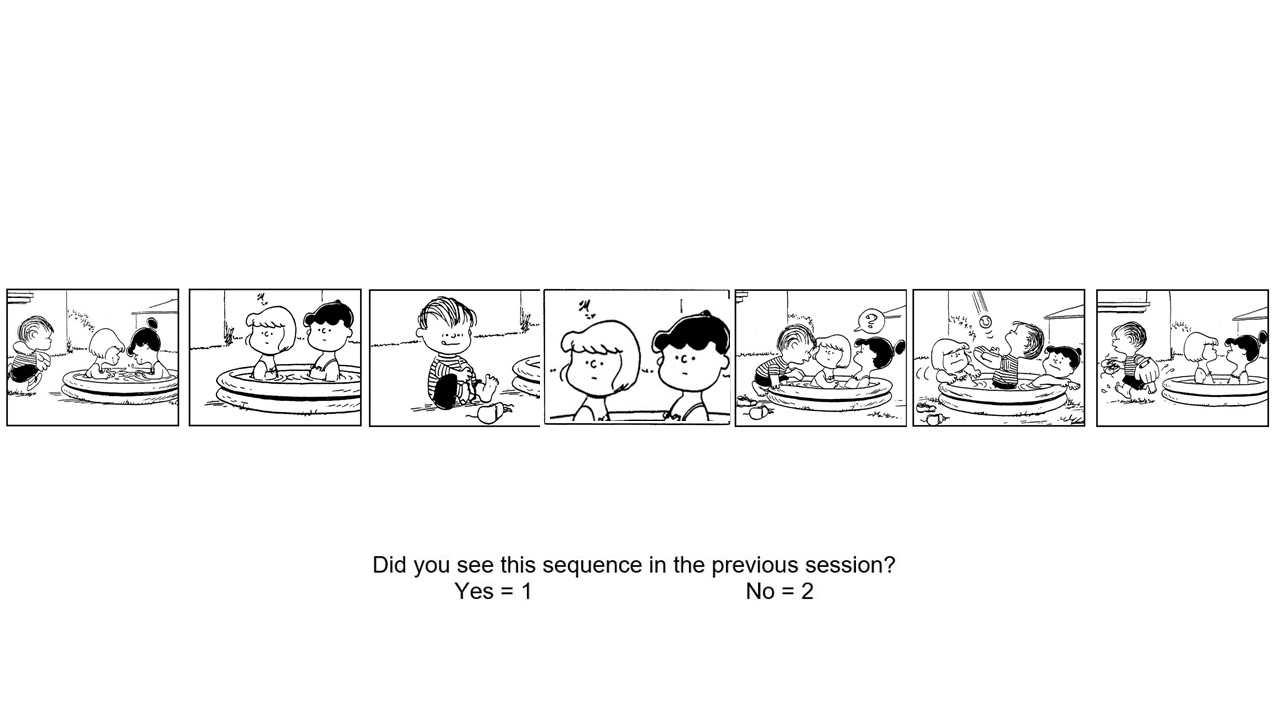 ?
Did you see this sequence in the previous session?
Yes = 1 No = 2